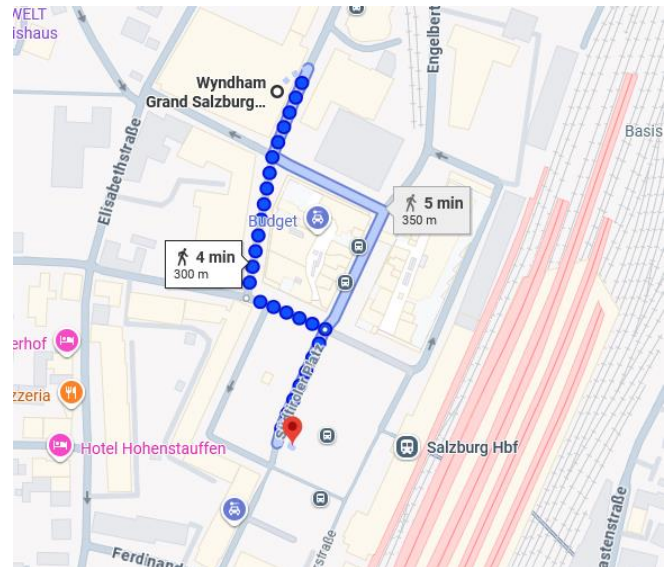 WELT
ishaus
Wyndham
Grand Salzburg...
Engelbert
Basis
Elisabethstraße
5 min
350 m
Budget
4 min
300 m
erhof
Südtiroler Platz
zzeria
Hotel Hohenstauffen
Salzburg Hbf
Ferdinand
straße
astenstraße